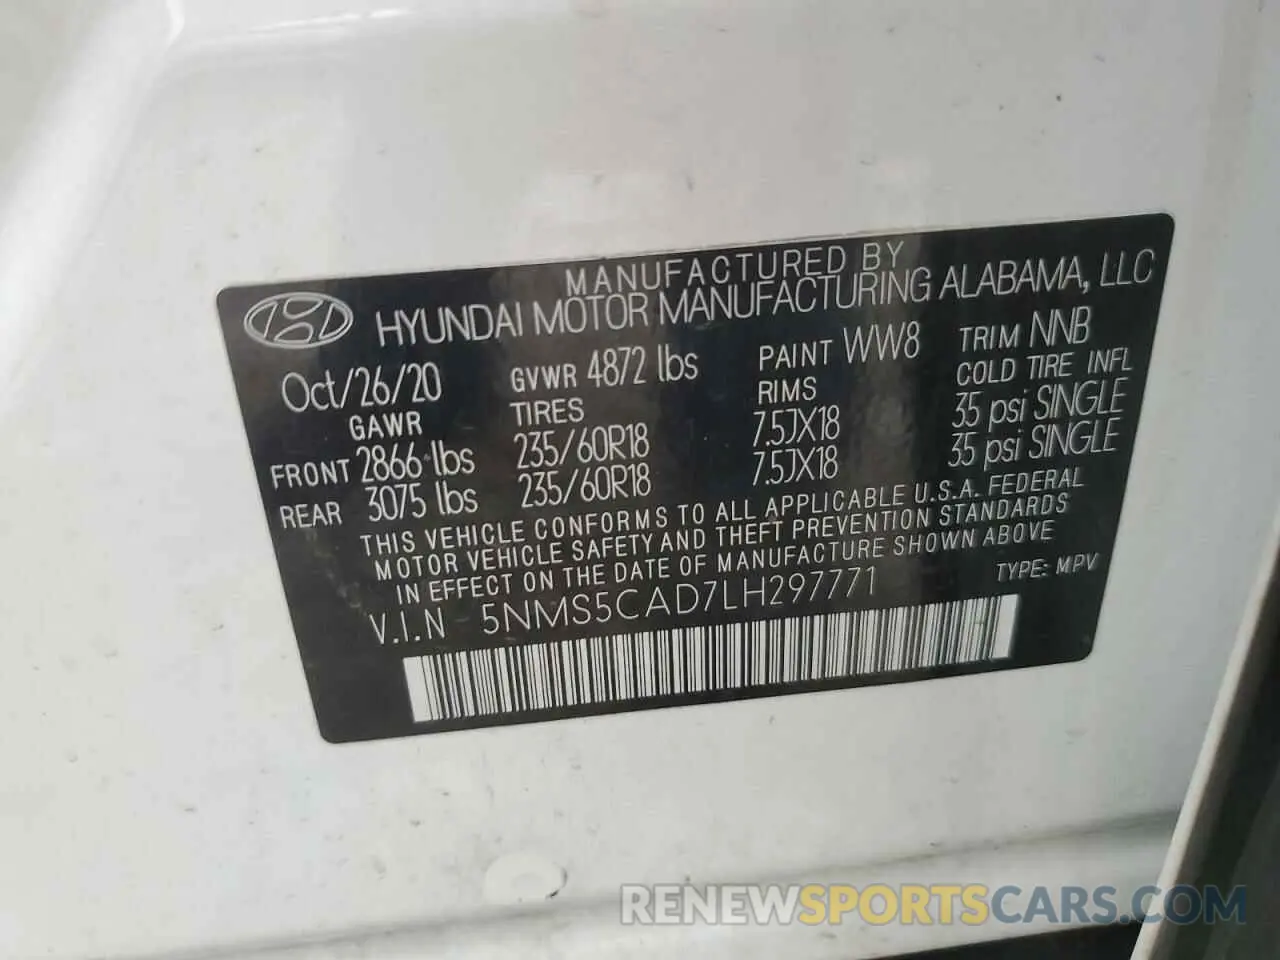 MANUFACTURED BY
HYUNDAI MOTOR MANUFACTURING ALABAMA, LLC
Oct/26/20 GVWR 4872 lbs PAINT WW8 TRIM NNB
GAWR TIRES RIMS COLD TIRE INFL
FRONT 2866 lbs 235/60R18 7.5JX18 35 psi SINGLE
REAR 3075 lbs 235/60R18 7.5JX18 35 psi SINGLE
THIS VEHICLE CONFORMS TO ALL APPLICABLE U.S.A. FEDERAL
MOTOR VEHICLE SAFETY AND THEFT PREVENTION STANDARDS
IN EFFECT ON THE DATE OF MANUFACTURE SHOWN ABOVE
V.I.N 5NMS5CAD7LH297771 TYPE: MPV
RENEWSPORTSCARS.COM